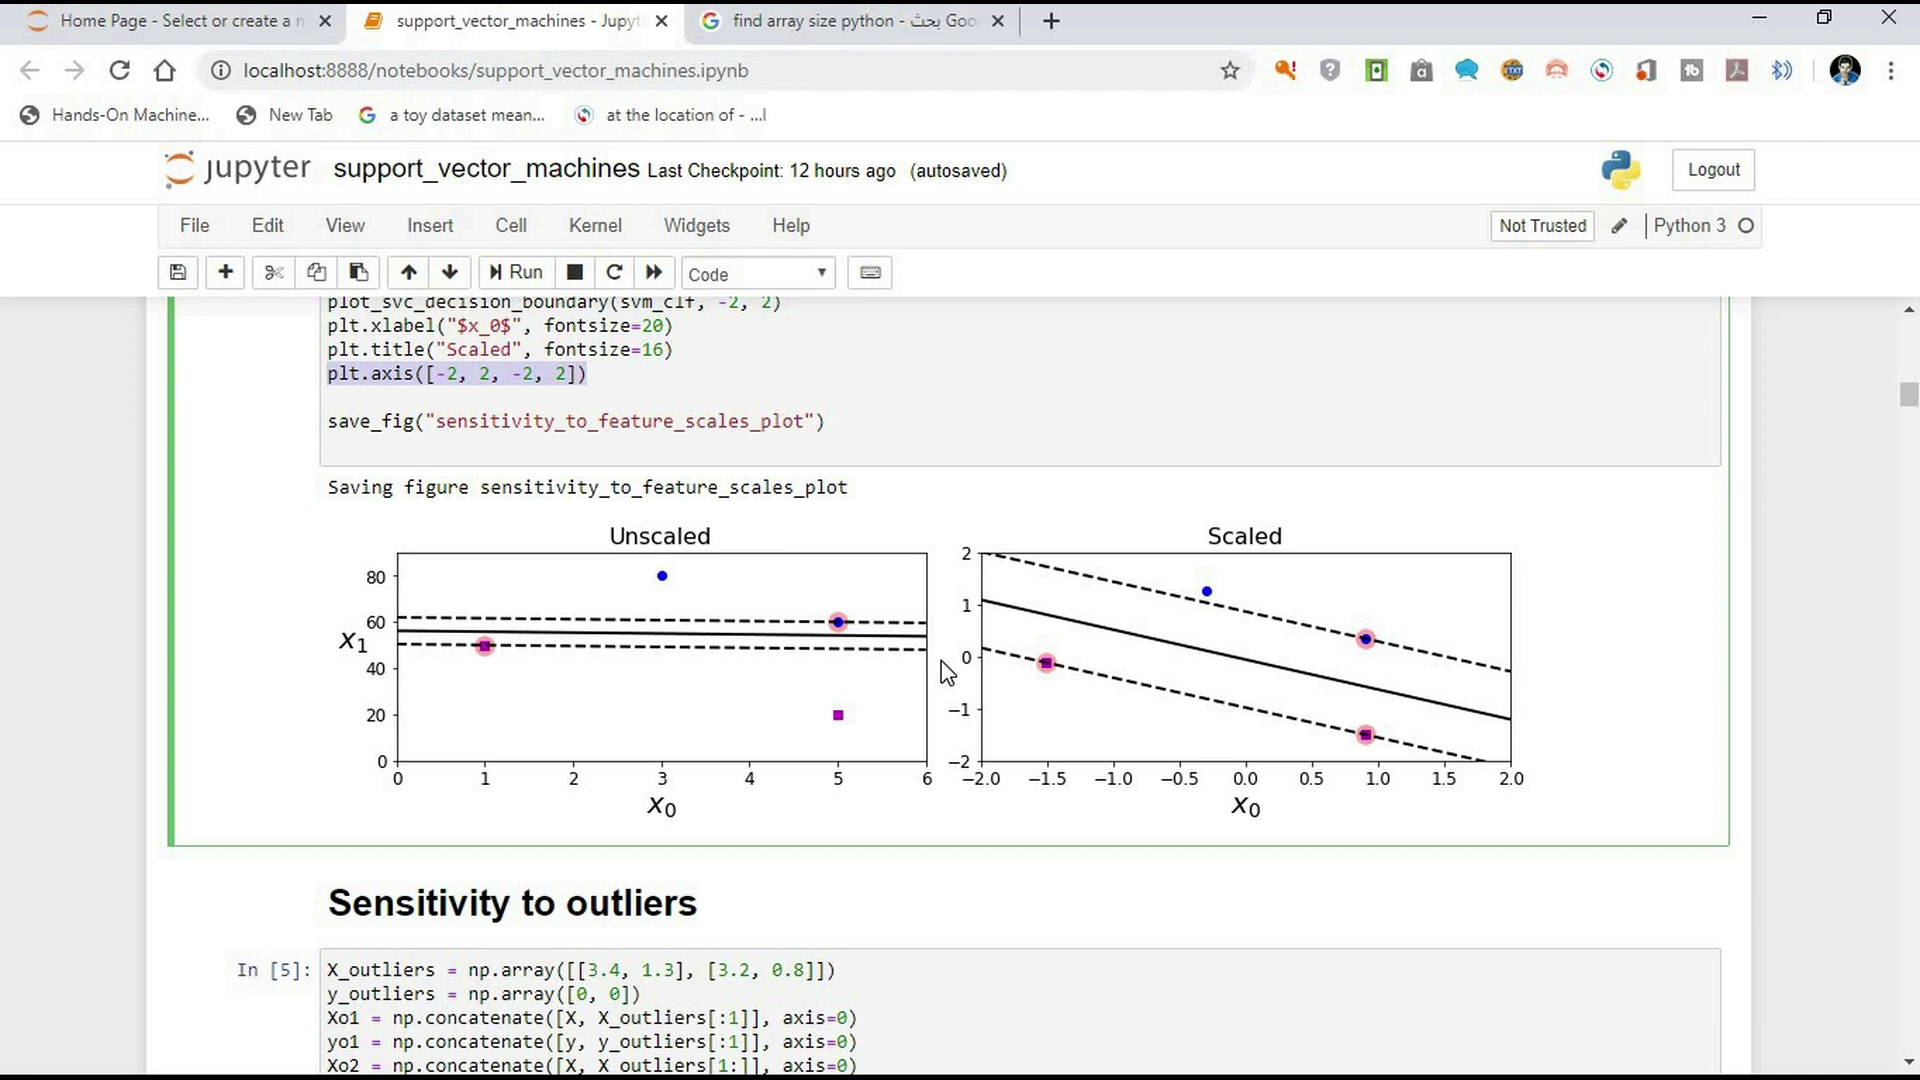 Home Page - Select or create a n
support_vector_machines - Jupyt
find array size python - بحث Goo
localhost:8888/notebooks/support_vector_machines.ipynb
Hands-On Machine...
New Tab
a toy dataset mean...
at the location of - ...l
jupyter support_vector_machines Last Checkpoint: 12 hours ago (autosaved)
Logout
File Edit View Insert Cell Kernel Widgets Help
Not Trusted
Python 3
Run
Code
plot_svc_decision_boundary(svm_clf, -2, 2)
plt.xlabel("$x_0$", fontsize=20)
plt.title("Scaled", fontsize=16)
plt.axis([-2, 2, -2, 2])
save_fig("sensitivity_to_feature_scales_plot")
Saving figure sensitivity_to_feature_scales_plot
Unscaled
80
60
40
20
0
x1
0 1 2 3 4 5 6
x0
Scaled
2
1
0
−1
−2
−2.0 −1.5 −1.0 −0.5 0.0 0.5 1.0 1.5 2.0
x0
Sensitivity to outliers
In [5]:
X_outliers = np.array([[3.4, 1.3], [3.2, 0.8]])
y_outliers = np.array([0, 0])
Xo1 = np.concatenate([X, X_outliers[:1]], axis=0)
yo1 = np.concatenate([y, y_outliers[:1]], axis=0)
Xo2 = np.concatenate([X, X_outliers[1:]], axis=0)